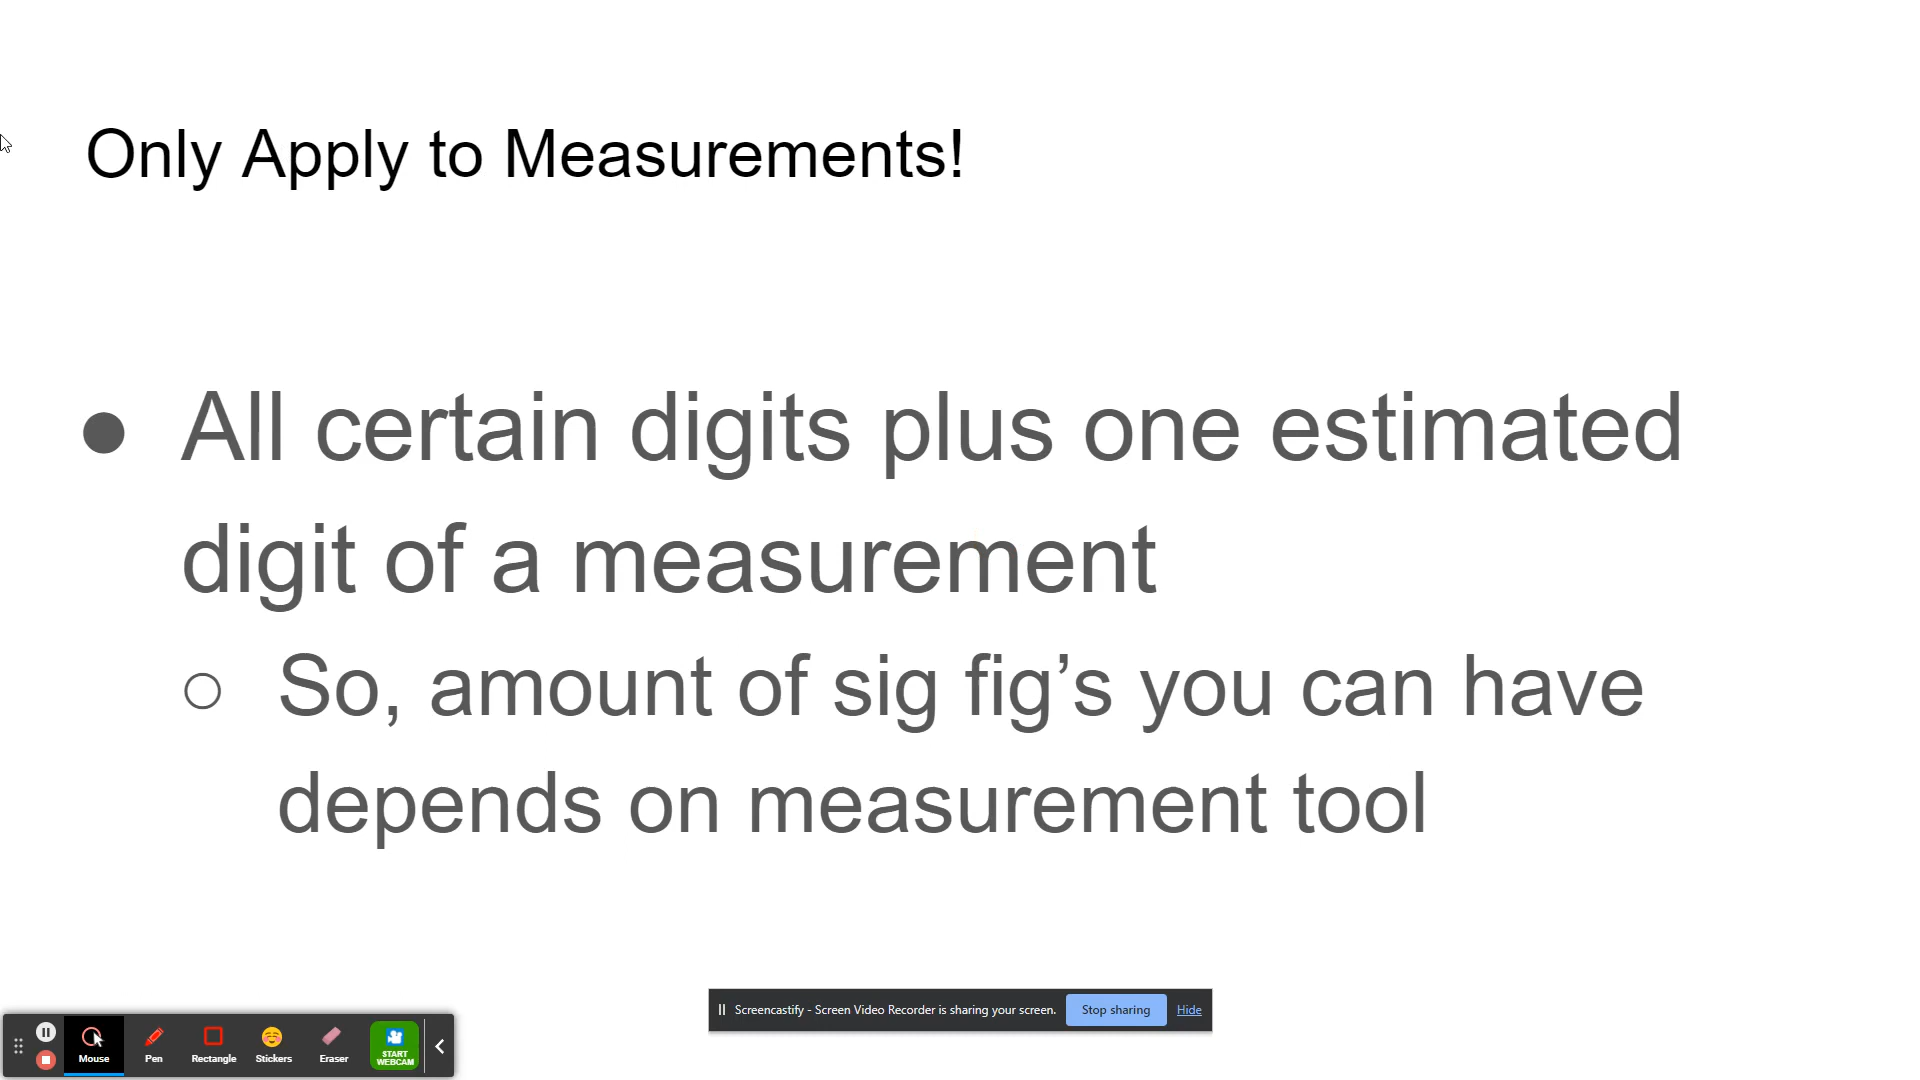 Only Apply to Measurements!
● All certain digits plus one estimated
digit of a measurement
○ So, amount of sig fig’s you can have
depends on measurement tool
Screencastify - Screen Video Recorder is sharing your screen. Stop sharing Hide
Mouse Pen Rectangle Stickers Eraser START WEBCAM